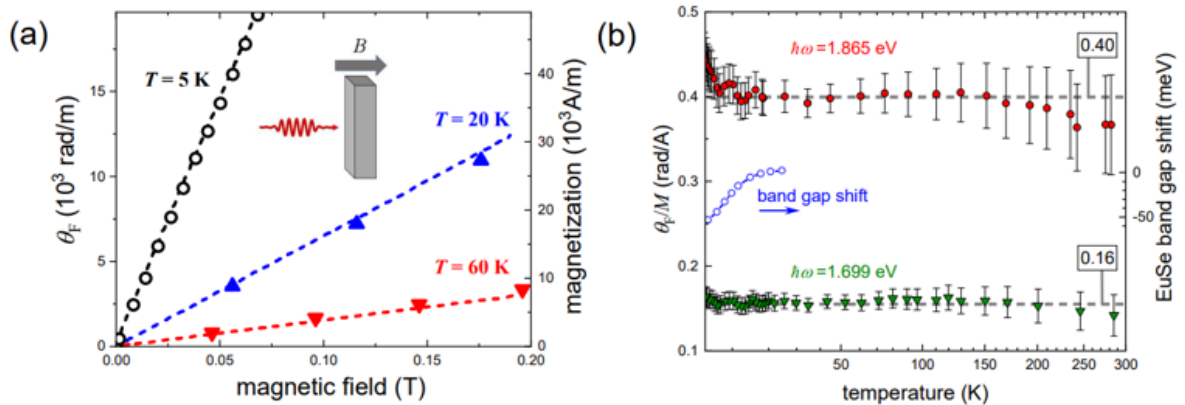 (a)
B
T = 5 K
T = 20 K
T = 60 K
θF (10³ rad/m)
0
5
10
15
magnetization (10³A/m)
0
10
20
30
40
0.00
0.05
0.10
0.15
0.20
magnetic field (T)
(b)
ℏω=1.865 eV
0.40
band gap shift
ℏω=1.699 eV
0.16
θF/M (rad/A)
0.5
0.4
0.3
0.2
0.1
EuSe band gap shift (meV)
0
-50
50
100
150
200
250
300
temperature (K)